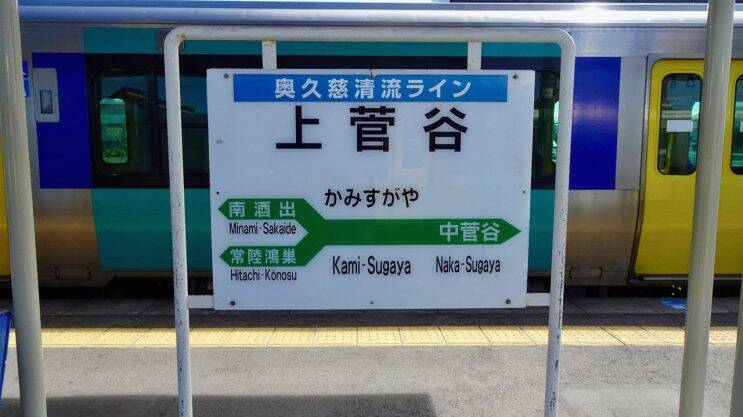 奥久慈清流ライン
上菅谷
かみすがや
南酒出
Minami-Sakaide
中菅谷
常陸鴻巣
Hitachi-Kōnosu
Kami-Sugaya
Naka-Sugaya